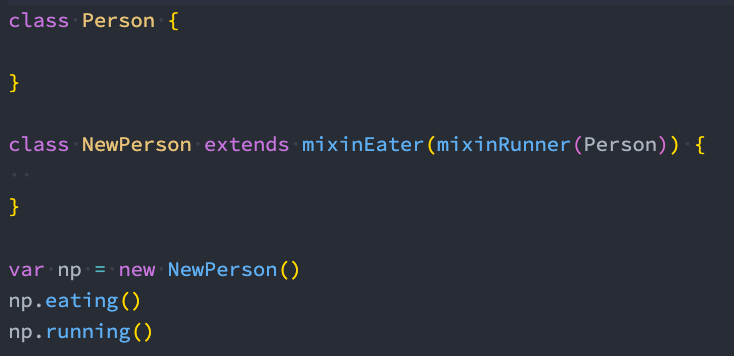 class Person {
}
class NewPerson extends mixinEater(mixinRunner(Person)) {
}
var np = new NewPerson()
np.eating()
np.running()